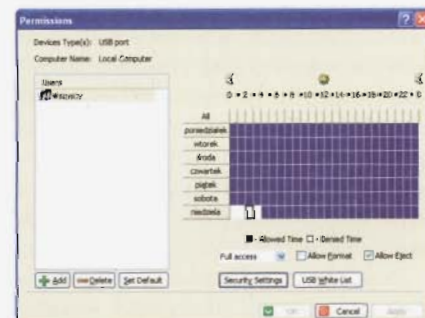 Permissions
Devices Type(s): USB port
Computer Name: Local Computer
Users
Wszyscy
0 • 2 • 4 • 6 • 8 • 10 • 12 • 14 • 16 • 18 • 20 • 22 • 0
All
poniedziałek
wtorek
środa
czwartek
piątek
sobota
niedziela
- Allowed Time - Denied Time
Full access Allow Format Allow Eject
Add Delete Set Default Security Settings USB White List
OK Cancel Apply